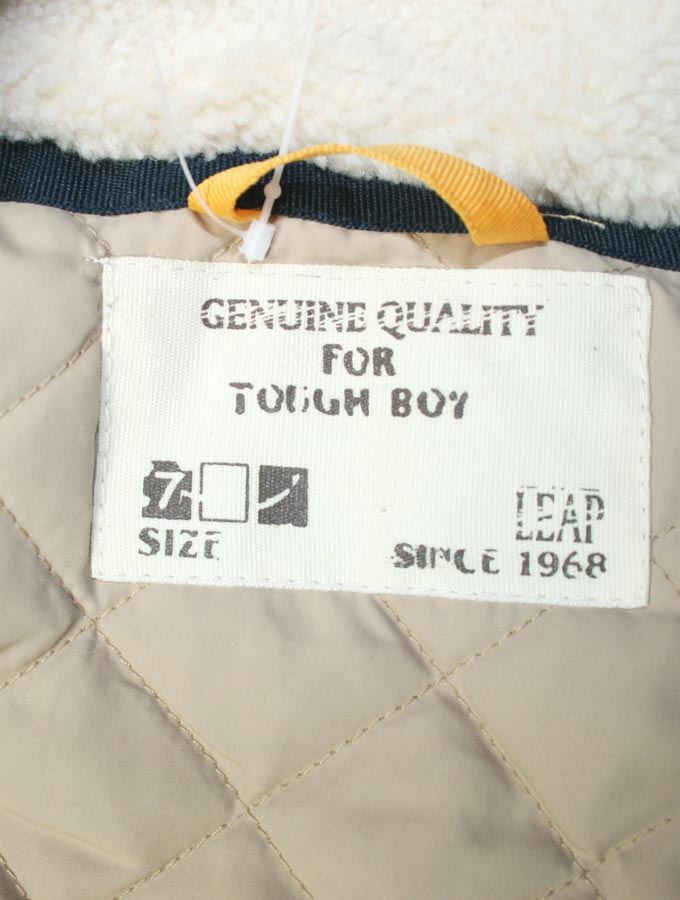 GENUINE QUALITY
FOR
TOUGH BOY
7
SIZE
LEAP
SINCE 1968